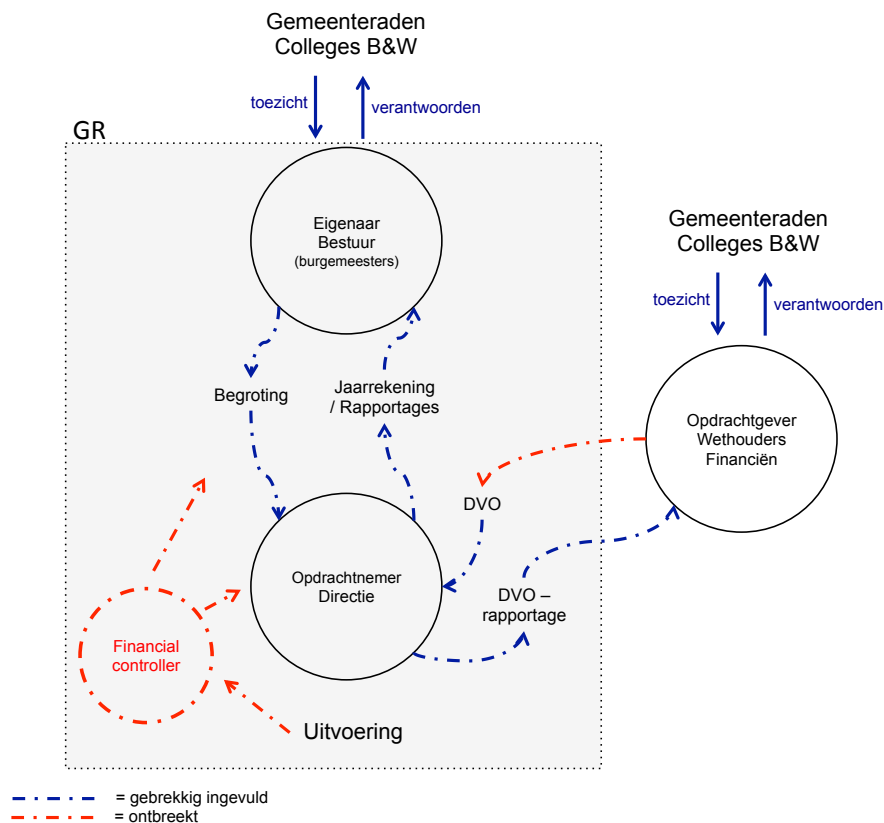 Gemeenteraden
Colleges B&W
toezicht
verantwoorden
GR
Eigenaar
Bestuur
(burgemeesters)
Gemeenteraden
Colleges B&W
toezicht
verantwoorden
Begroting
Jaarrekening
/ Rapportages
Opdrachtgever
Wethouders
Financiën
DVO
Opdrachtnemer
Directie
DVO –
rapportage
Financial
controller
Uitvoering
= gebrekkig ingevuld
= ontbreekt